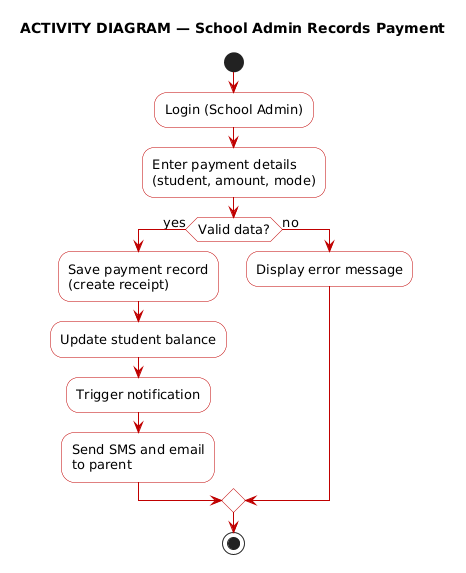 ACTIVITY DIAGRAM — School Admin Records Payment
Login (School Admin)
Enter payment details
(student, amount, mode)
yes
Valid data?
no
Save payment record
(create receipt)
Display error message
Update student balance
Trigger notification
Send SMS and email
to parent